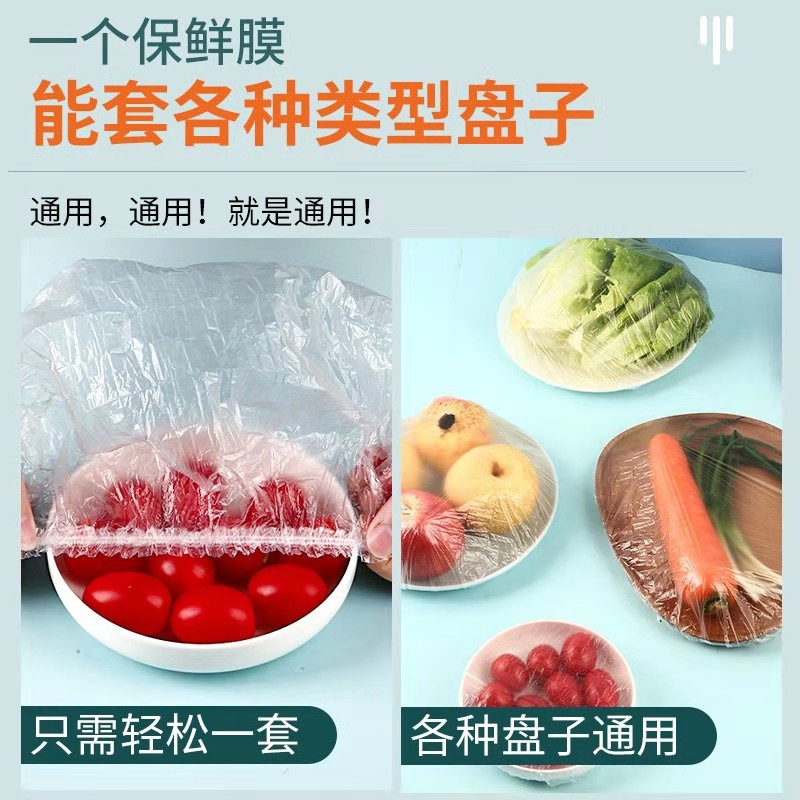 一个保鲜膜
能套各种类型盘子
通用，通用！就是通用！
只需轻松一套
各种盘子通用